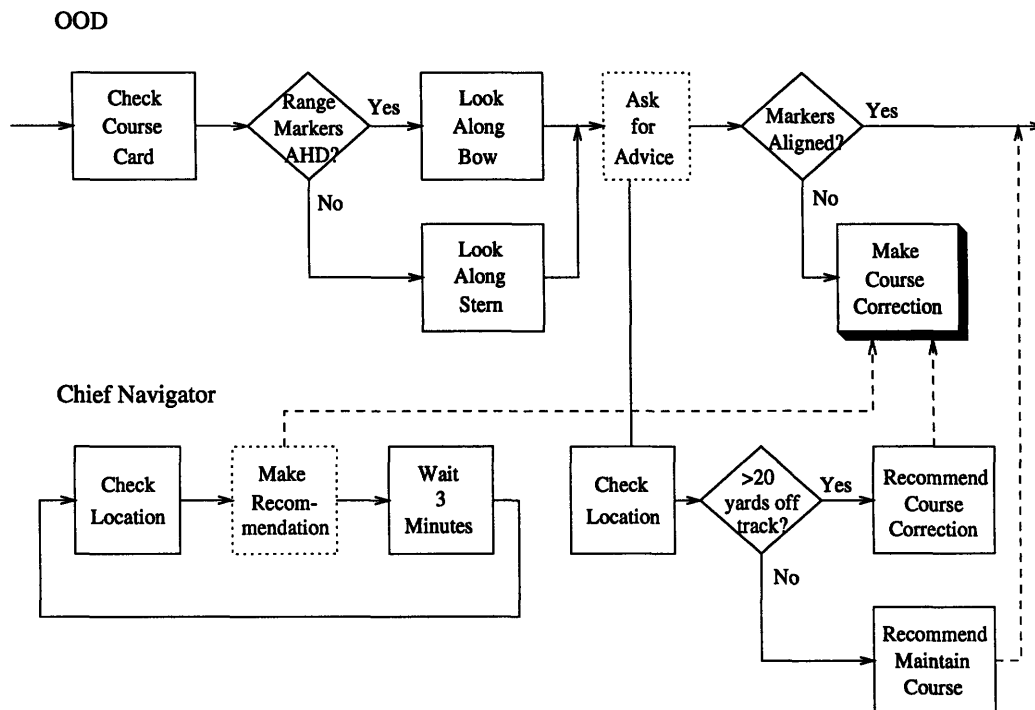 OOD
Check
Course
Card
Range
Markers
AHD?
Yes
No
Look
Along
Bow
Look
Along
Stern
Ask
for
Advice
Markers
Aligned?
Yes
No
Make
Course
Correction
Chief Navigator
Check
Location
Make
Recom-
mendation
Wait
3
Minutes
Check
Location
>20
yards off
track?
Yes
No
Recommend
Course
Correction
Recommend
Maintain
Course